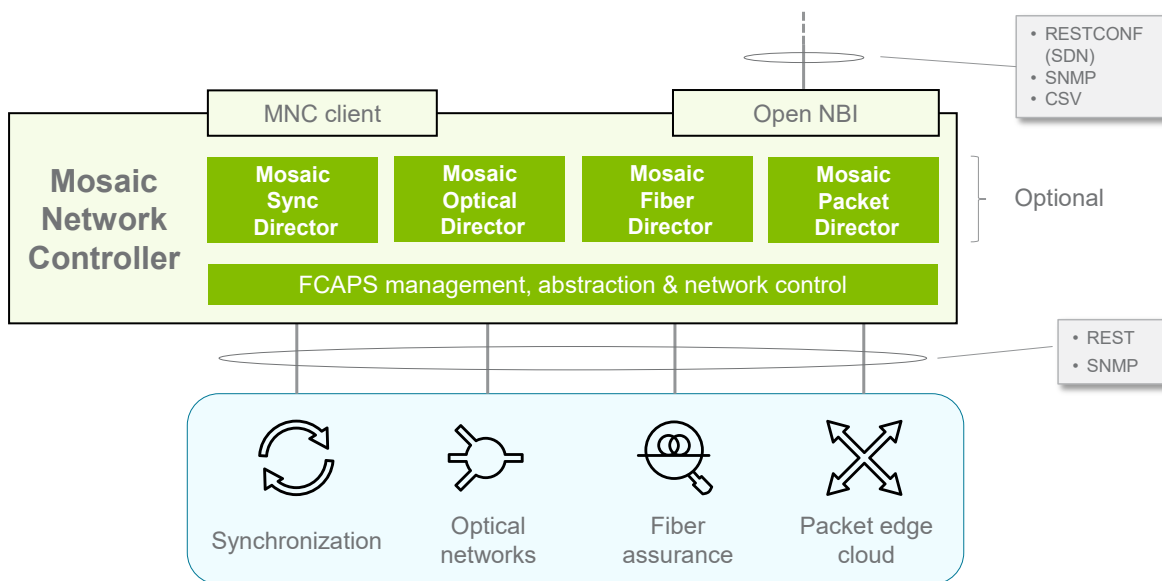 • RESTCONF
(SDN)
• SNMP
• CSV
MNC client
Open NBI
Mosaic
Network
Controller
Mosaic
Sync
Director
Mosaic
Optical
Director
Mosaic
Fiber
Director
Mosaic
Packet
Director
Optional
FCAPS management, abstraction & network control
• REST
• SNMP
Synchronization
Optical
networks
Fiber
assurance
Packet edge
cloud